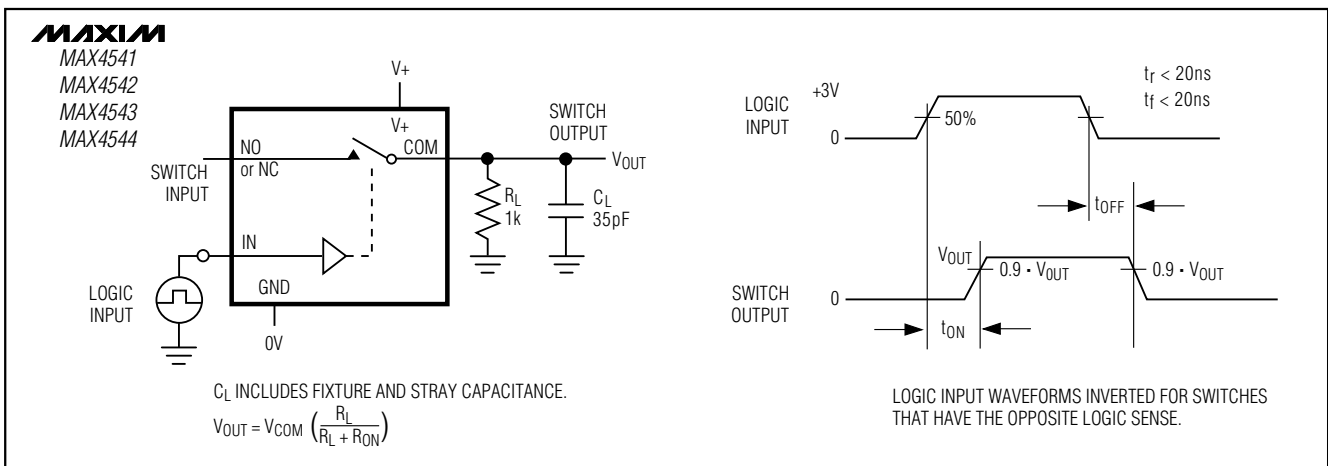 MAXIM
MAX4541
MAX4542
MAX4543
MAX4544
V+
V+
NO
or NC
COM
SWITCH
INPUT
SWITCH
OUTPUT
VOUT
RL
1k
CL
35pF
IN
GND
LOGIC
INPUT
0V
CL INCLUDES FIXTURE AND STRAY CAPACITANCE.
VOUT = VCOM (RL / RL + RON)
LOGIC
INPUT
+3V
0
50%
tr < 20ns
tf < 20ns
tOFF
VOUT
0.9 · VOUT
0.9 · VOUT
SWITCH
OUTPUT
0
tON
LOGIC INPUT WAVEFORMS INVERTED FOR SWITCHES
THAT HAVE THE OPPOSITE LOGIC SENSE.